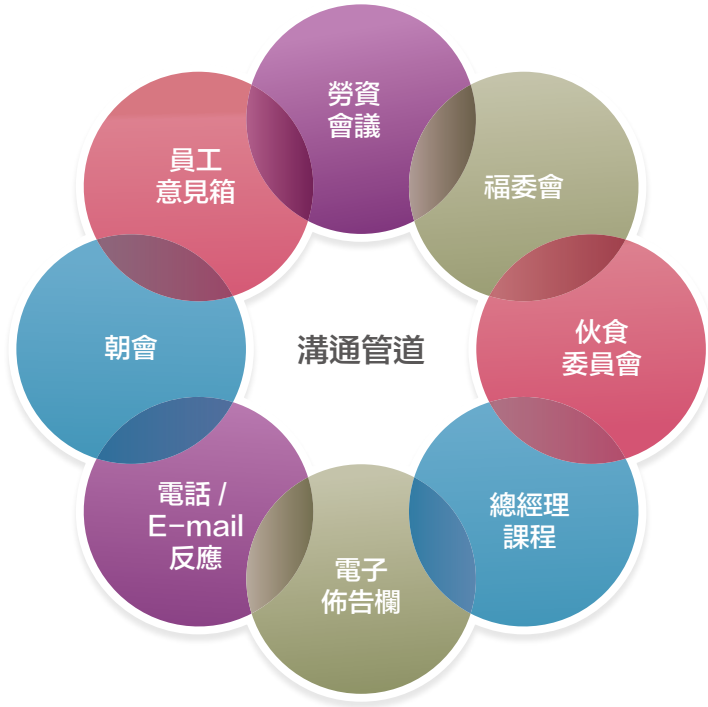 勞資
會議
福委會
伙食
委員會
總經理
課程
電子
佈告欄
電話 /
E-mail
反應
朝會
員工
意見箱
溝通管道